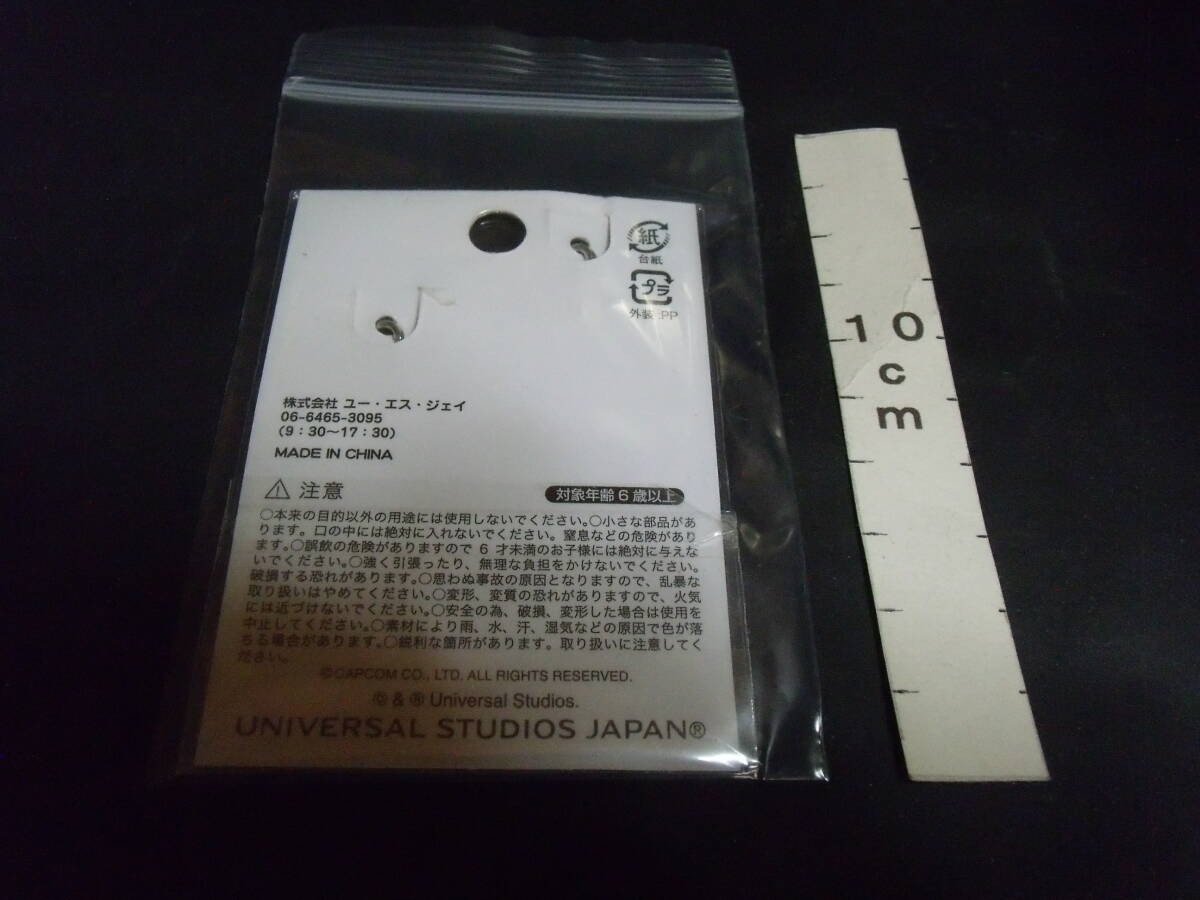 紙
台紙
プラ
外装:PP
株式会社 ユー・エス・ジェイ
06-6465-3095
(9:30〜17:30)
MADE IN CHINA
注意
対象年齢6歳以上
○本来の目的以外の用途には使用しないでください。○小さな部品があ
ります。口の中には絶対に入れないでください。窒息などの危険があり
ます。○誤飲の危険がありますので6才未満のお子様には絶対に与えな
いでください。○強く引張ったり、無理な負担をかけないでください。
破損する恐れがあります。○思わぬ事故の原因となりますので、乱暴な
取り扱いはやめてください。○変形、変質の恐れがありますので、火気
には近づけないでください。○安全の為、破損、変形した場合は使用を
中止してください。○素材により雨、水、汗、湿気などの原因で色が落
ちる場合があります。○鋭利な箇所があります。取り扱いに注意してく
ださい。
©CAPCOM CO., LTD. ALL RIGHTS RESERVED.
© & ® Universal Studios.
UNIVERSAL STUDIOS JAPAN®
10
cm